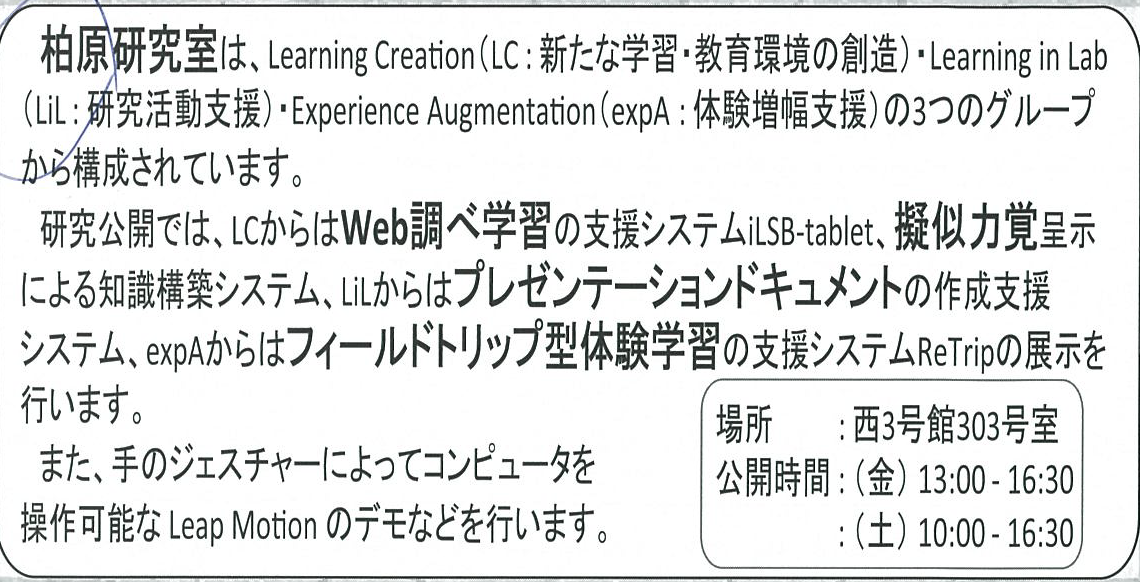 柏原研究室は、Learning Creation(LC : 新たな学習・教育環境の創造)・Learning in Lab
(LiL : 研究活動支援)・Experience Augmentation(expA : 体験増幅支援)の3つのグループ
から構成されています。
研究公開では、LCからはWeb調べ学習の支援システムiLSB-tablet、擬似力覚呈示
による知識構築システム、LiLからはプレゼンテーションドキュメントの作成支援
システム、expAからはフィールドトリップ型体験学習の支援システムReTripの展示を
行います。
また、手のジェスチャーによってコンピュータを
操作可能な Leap Motion のデモなどを行います。
場所 : 西3号館303号室
公開時間 : (金) 13:00 - 16:30
: (土) 10:00 - 16:30